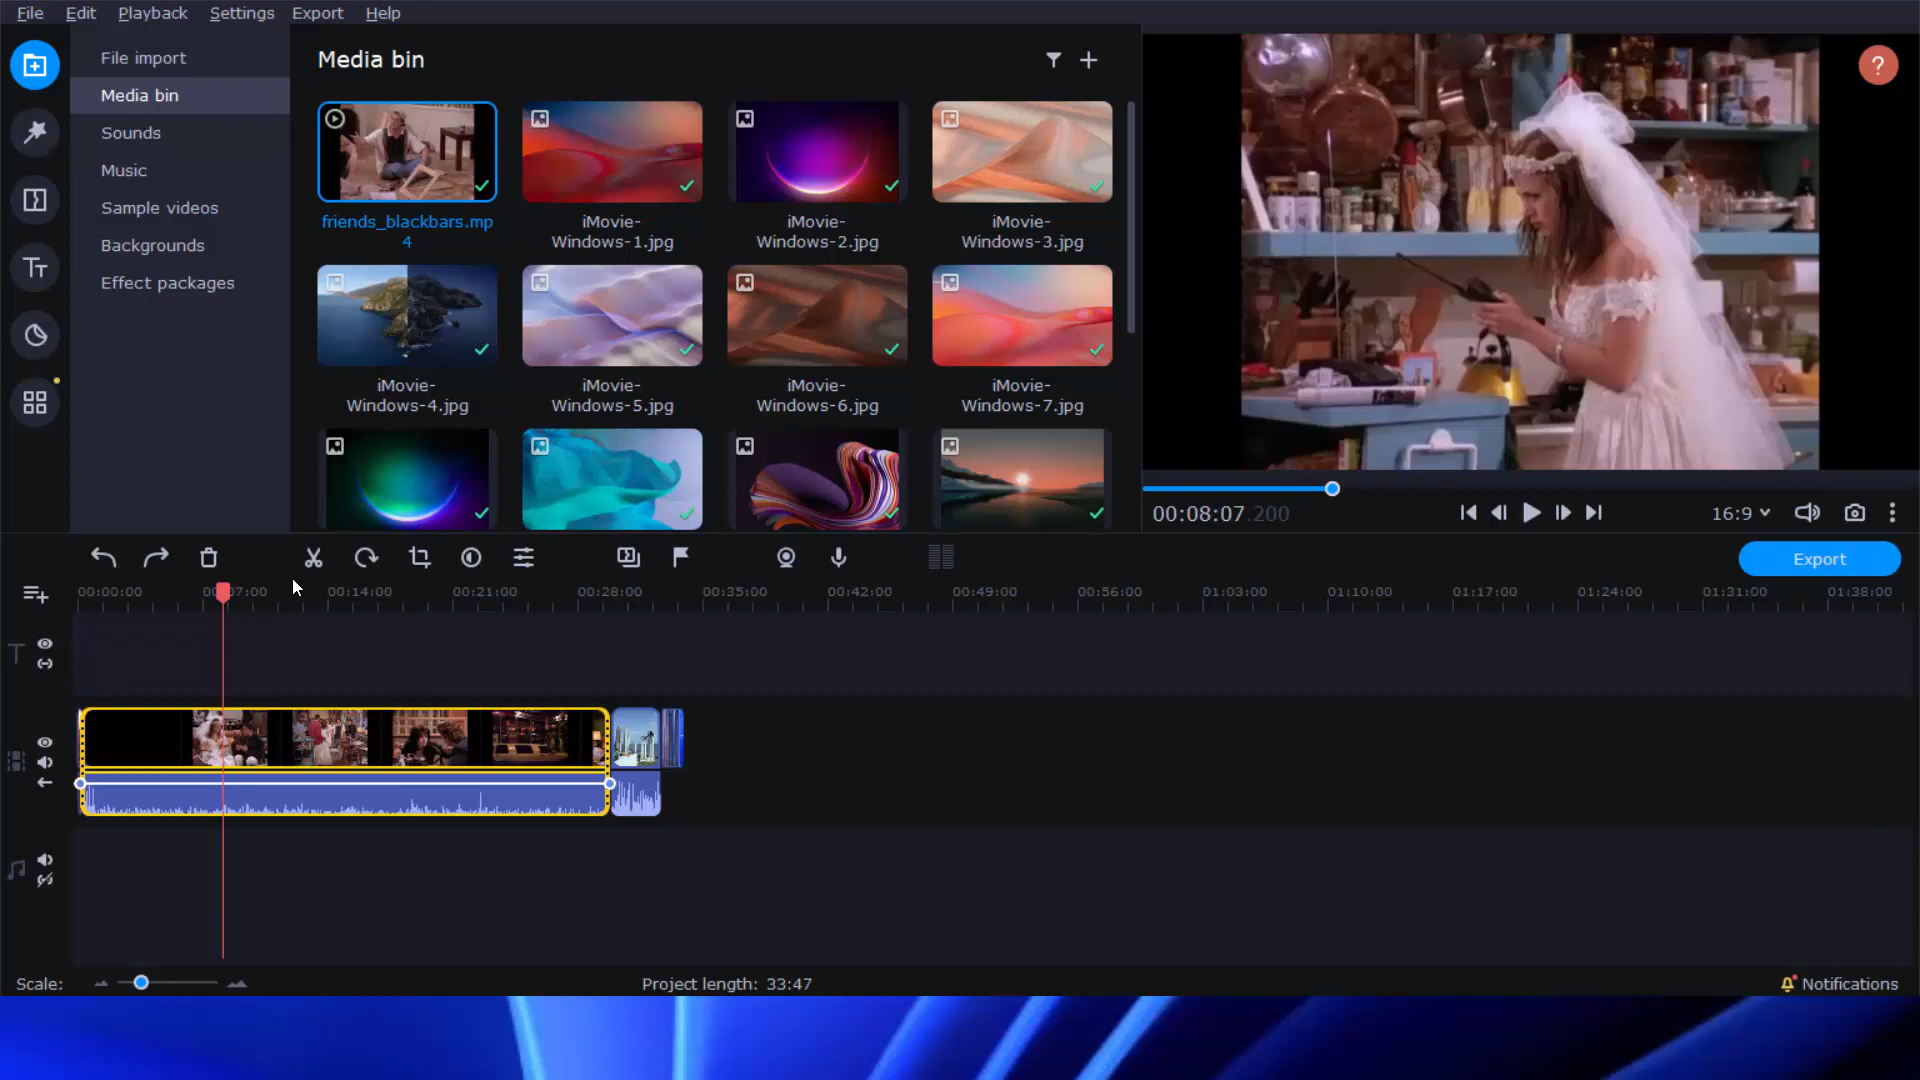 File Edit Playback Settings Export Help
File import
Media bin
Sounds
Music
Sample videos
Backgrounds
Effect packages
Media bin
friends_blackbars.mp
4
iMovie-
Windows-1.jpg
iMovie-
Windows-2.jpg
iMovie-
Windows-3.jpg
iMovie-
Windows-4.jpg
iMovie-
Windows-5.jpg
iMovie-
Windows-6.jpg
iMovie-
Windows-7.jpg
?
00:08:07.200
16:9
Export
00:00:00 00:07:00 00:14:00 00:21:00 00:28:00 00:35:00 00:42:00 00:49:00 00:56:00 01:03:00 01:10:00 01:17:00 01:24:00 01:31:00 01:38:00
Scale:
Project length: 33:47
Notifications